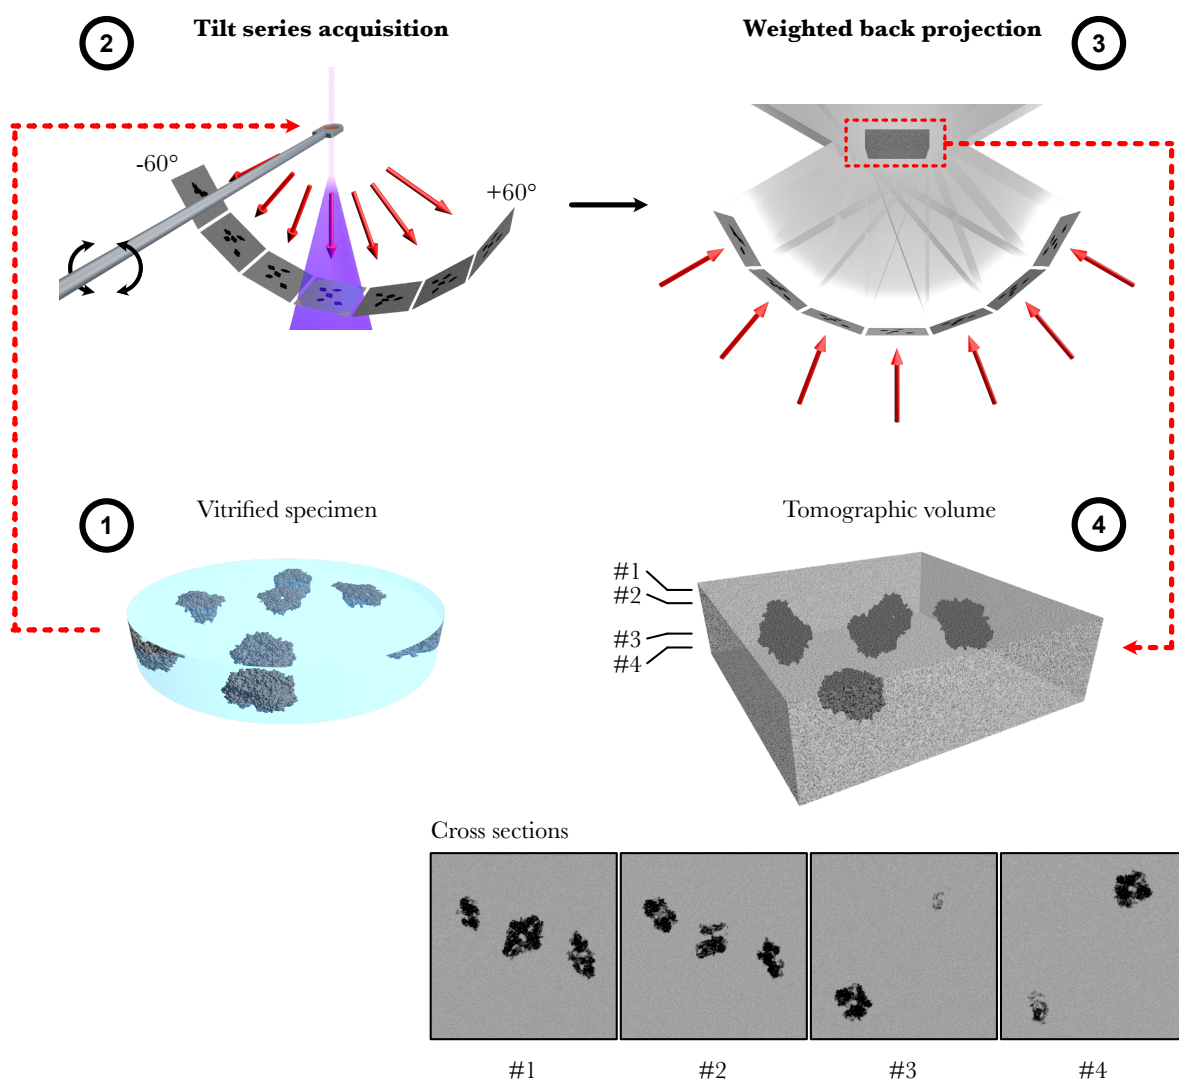 2
Tilt series acquisition
Weighted back projection
3
-60°
+60°
1
Vitrified specimen
Tomographic volume
4
#1
#2
#3
#4
Cross sections
#1
#2
#3
#4